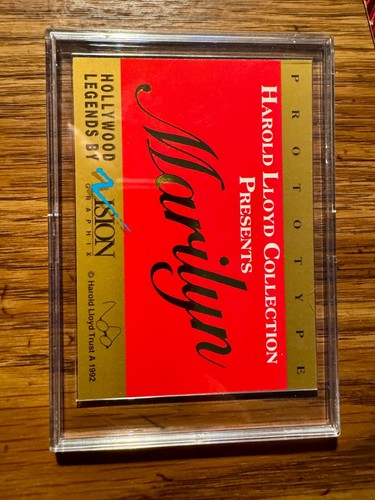 PROTOTYPE
HAROLD LLOYD COLLECTION
PRESENTS
Marilyn
HOLLYWOOD
LEGENDS BY
VISION
GRAPHIX
© Harold Lloyd Trust A 1992